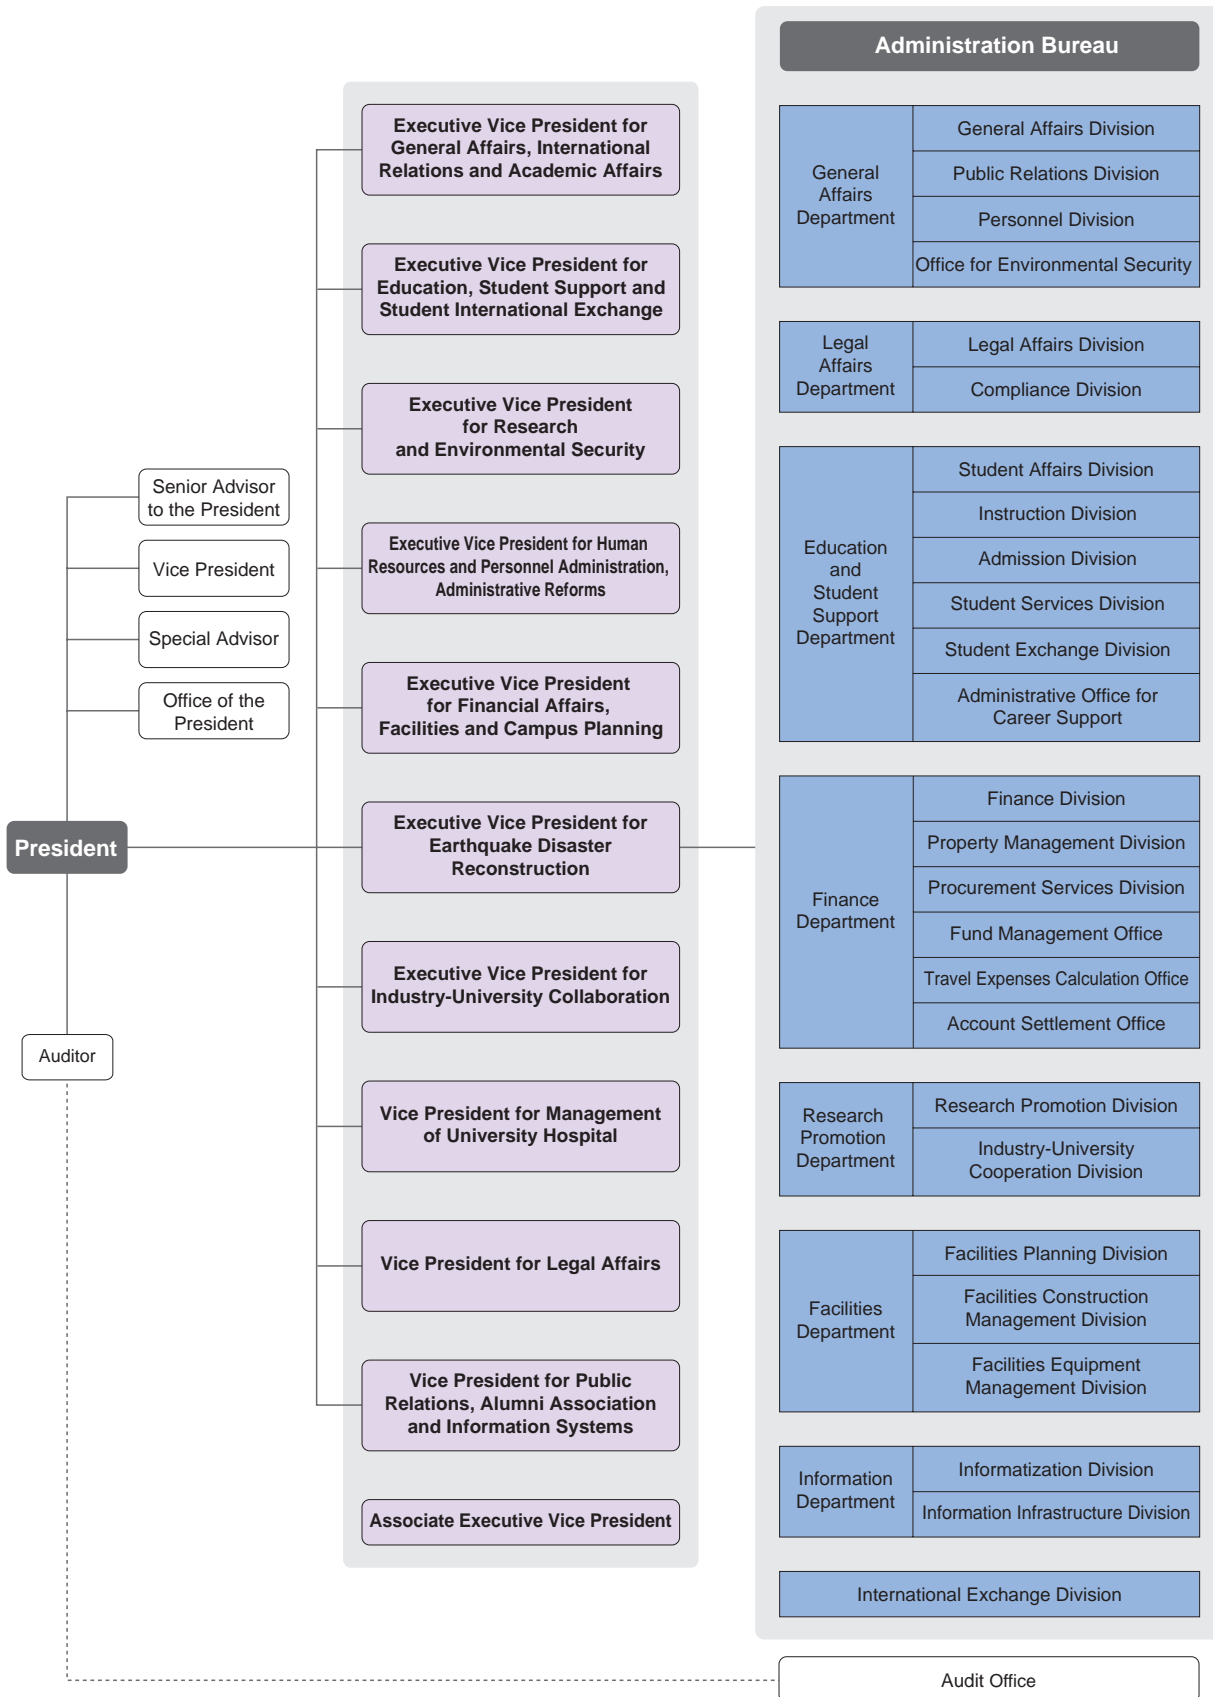 Administration Bureau
Executive Vice President for
General Affairs, International
Relations and Academic Affairs
Executive Vice President for
Education, Student Support and
Student International Exchange
Executive Vice President
for Research
and Environmental Security
Executive Vice President for Human
Resources and Personnel Administration,
Administrative Reforms
Executive Vice President
for Financial Affairs,
Facilities and Campus Planning
Executive Vice President for
Earthquake Disaster
Reconstruction
Executive Vice President for
Industry-University Collaboration
Vice President for Management
of University Hospital
Vice President for Legal Affairs
Vice President for Public
Relations, Alumni Association
and Information Systems
Associate Executive Vice President
Senior Advisor
to the President
Vice President
Special Advisor
Office of the
President
President
Auditor
General
Affairs
Department
General Affairs Division
Public Relations Division
Personnel Division
Office for Environmental Security
Legal
Affairs
Department
Legal Affairs Division
Compliance Division
Education
and
Student
Support
Department
Student Affairs Division
Instruction Division
Admission Division
Student Services Division
Student Exchange Division
Administrative Office for
Career Support
Finance
Department
Finance Division
Property Management Division
Procurement Services Division
Fund Management Office
Travel Expenses Calculation Office
Account Settlement Office
Research
Promotion
Department
Research Promotion Division
Industry-University
Cooperation Division
Facilities
Department
Facilities Planning Division
Facilities Construction
Management Division
Facilities Equipment
Management Division
Information
Department
Informatization Division
Information Infrastructure Division
International Exchange Division
Audit Office